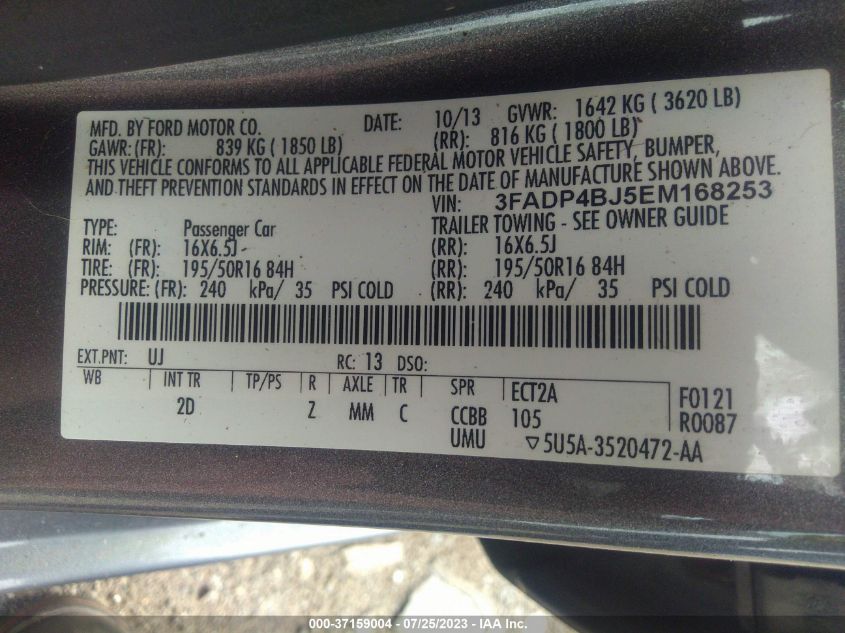 MFD. BY FORD MOTOR CO. DATE: 10/13 GVWR: 1642 KG ( 3620 LB)
GAWR: (FR): 839 KG ( 1850 LB) (RR): 816 KG ( 1800 LB)
THIS VEHICLE CONFORMS TO ALL APPLICABLE FEDERAL MOTOR VEHICLE SAFETY, BUMPER,
AND THEFT PREVENTION STANDARDS IN EFFECT ON THE DATE OF MANUFACTURE SHOWN ABOVE.
VIN: 3FADP4BJ5EM168253
TYPE: Passenger Car TRAILER TOWING - SEE OWNER GUIDE
RIM: (FR): 16X6.5J (RR): 16X6.5J
TIRE: (FR): 195/50R16 84H (RR): 195/50R16 84H
PRESSURE: (FR): 240 kPa/ 35 PSI COLD (RR): 240 kPa/ 35 PSI COLD
EXT.PNT: UJ RC: 13 DSO:
WB INT TR TP/PS R AXLE TR SPR ECT2A F0121
2D Z MM C CCBB 105 R0087
UMU ▽5U5A-3520472-AA
000-37159004 - 07/25/2023 - IAA Inc.